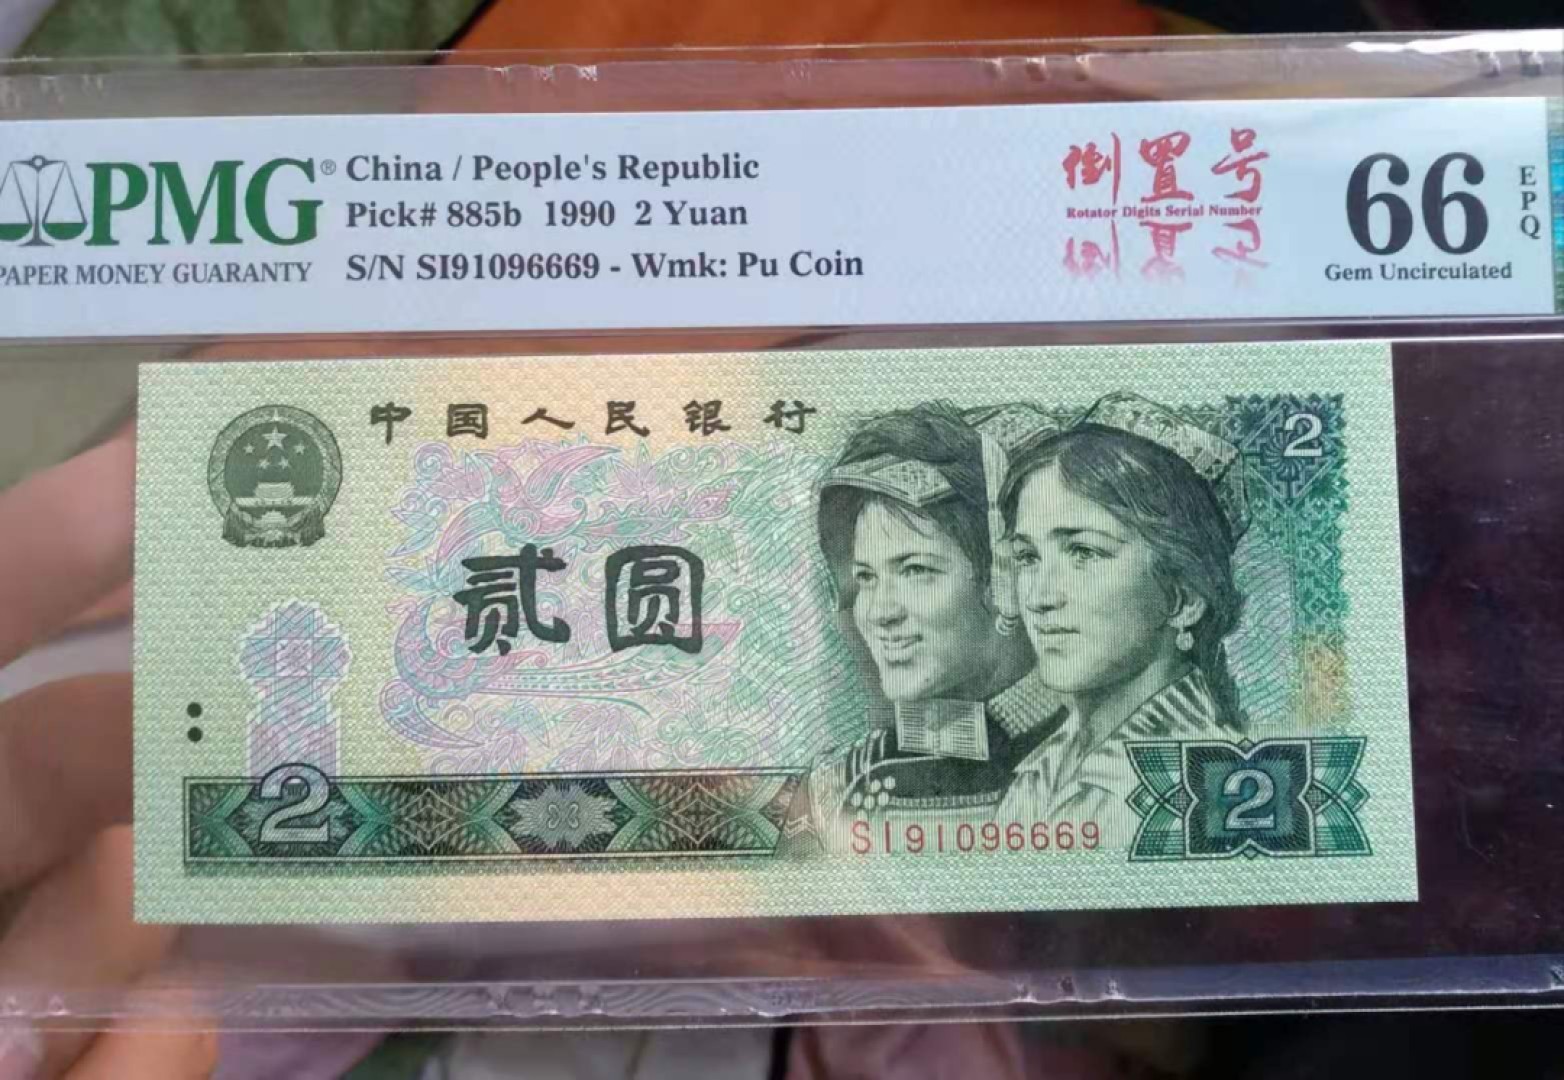 PMG®
PAPER MONEY GUARANTY
China / People's Republic
Pick# 885b 1990 2 Yuan
S/N SI91096669 - Wmk: Pu Coin
倒置号
Rotator Digits Serial Number
66
EPQ
Gem Uncirculated
中国人民银行
2
贰圆
2
SI91096669
2